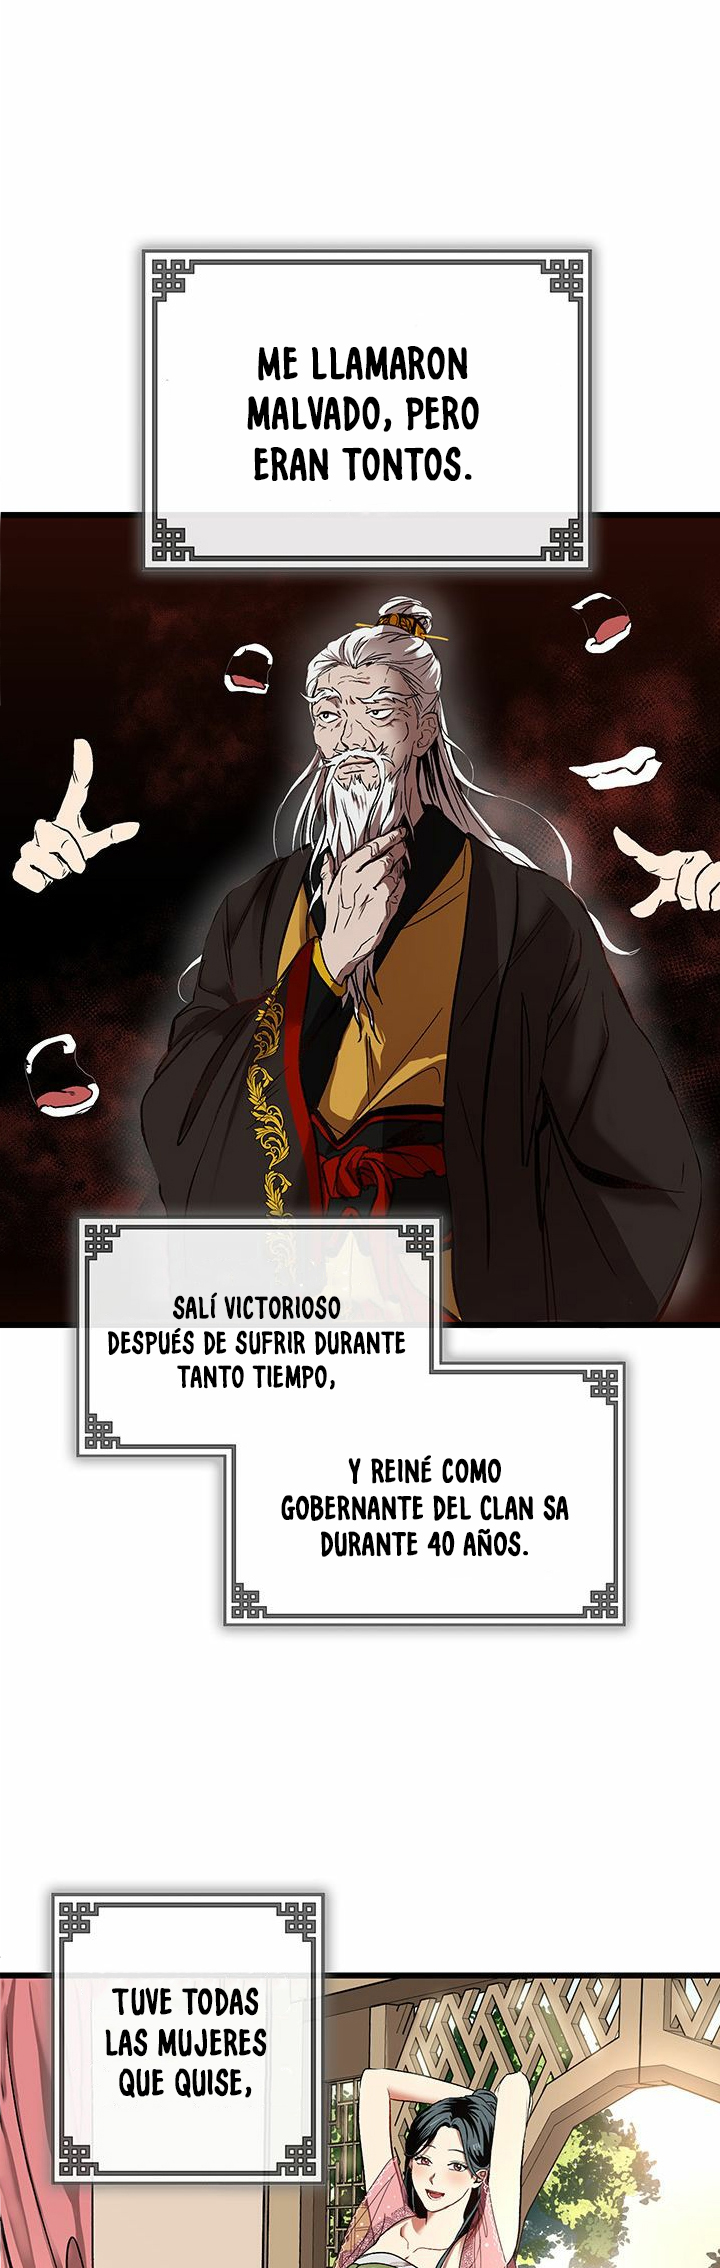 ME LLAMARON
MALVADO, PERO
ERAN TONTOS.
SALÍ VICTORIOSO
DESPUÉS DE SUFRIR DURANTE
TANTO TIEMPO,
Y REINÉ COMO
GOBERNANTE DEL CLAN SA
DURANTE 40 AÑOS.
TUVE TODAS
LAS MUJERES
QUE QUISE,